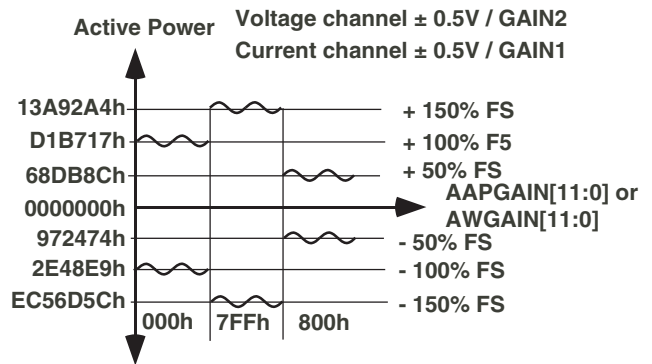 Active Power
Voltage channel ± 0.5V / GAIN2
Current channel ± 0.5V / GAIN1
13A92A4h
+ 150% FS
D1B717h
+ 100% F5
68DB8Ch
+ 50% FS
0000000h
AAPGAIN[11:0] or
AWGAIN[11:0]
972474h
- 50% FS
2E48E9h
- 100% FS
EC56D5Ch
- 150% FS
000h 7FFh 800h